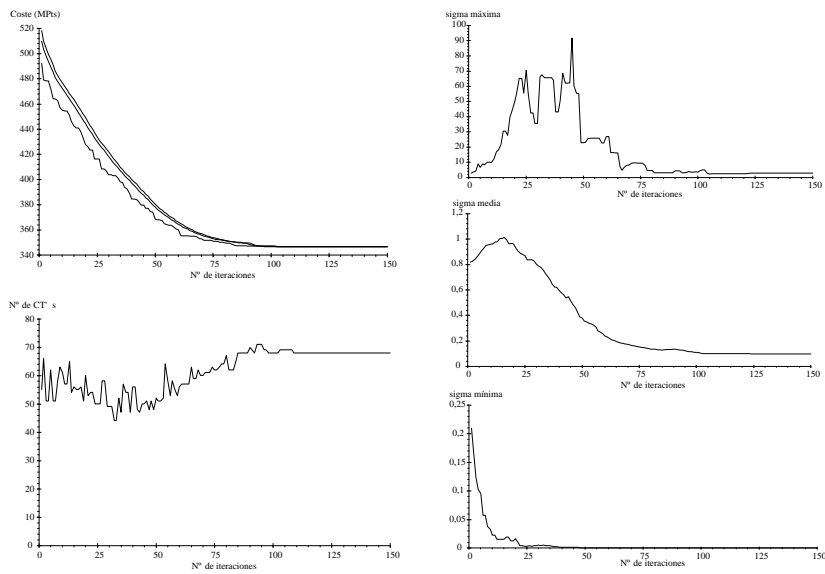 Coste (MPts)
520
500
480
460
440
420
400
380
360
340
0 25 50 75 100 125 150
Nº de iteraciones
Nº de CT' s
80
70
60
50
40
30
20
10
0
0 25 50 75 100 125 150
Nº de iteraciones
sigma máxima
100
90
80
70
60
50
40
30
20
10
0
0 25 50 75 100 125 150
Nº de iteraciones
sigma media
1,2
1
0,8
0,6
0,4
0,2
0
0 25 50 75 100 125 150
Nº de iteraciones
sigma mínima
0,25
0,2
0,15
0,1
0,05
0
0 25 50 75 100 125 150
Nº de iteraciones